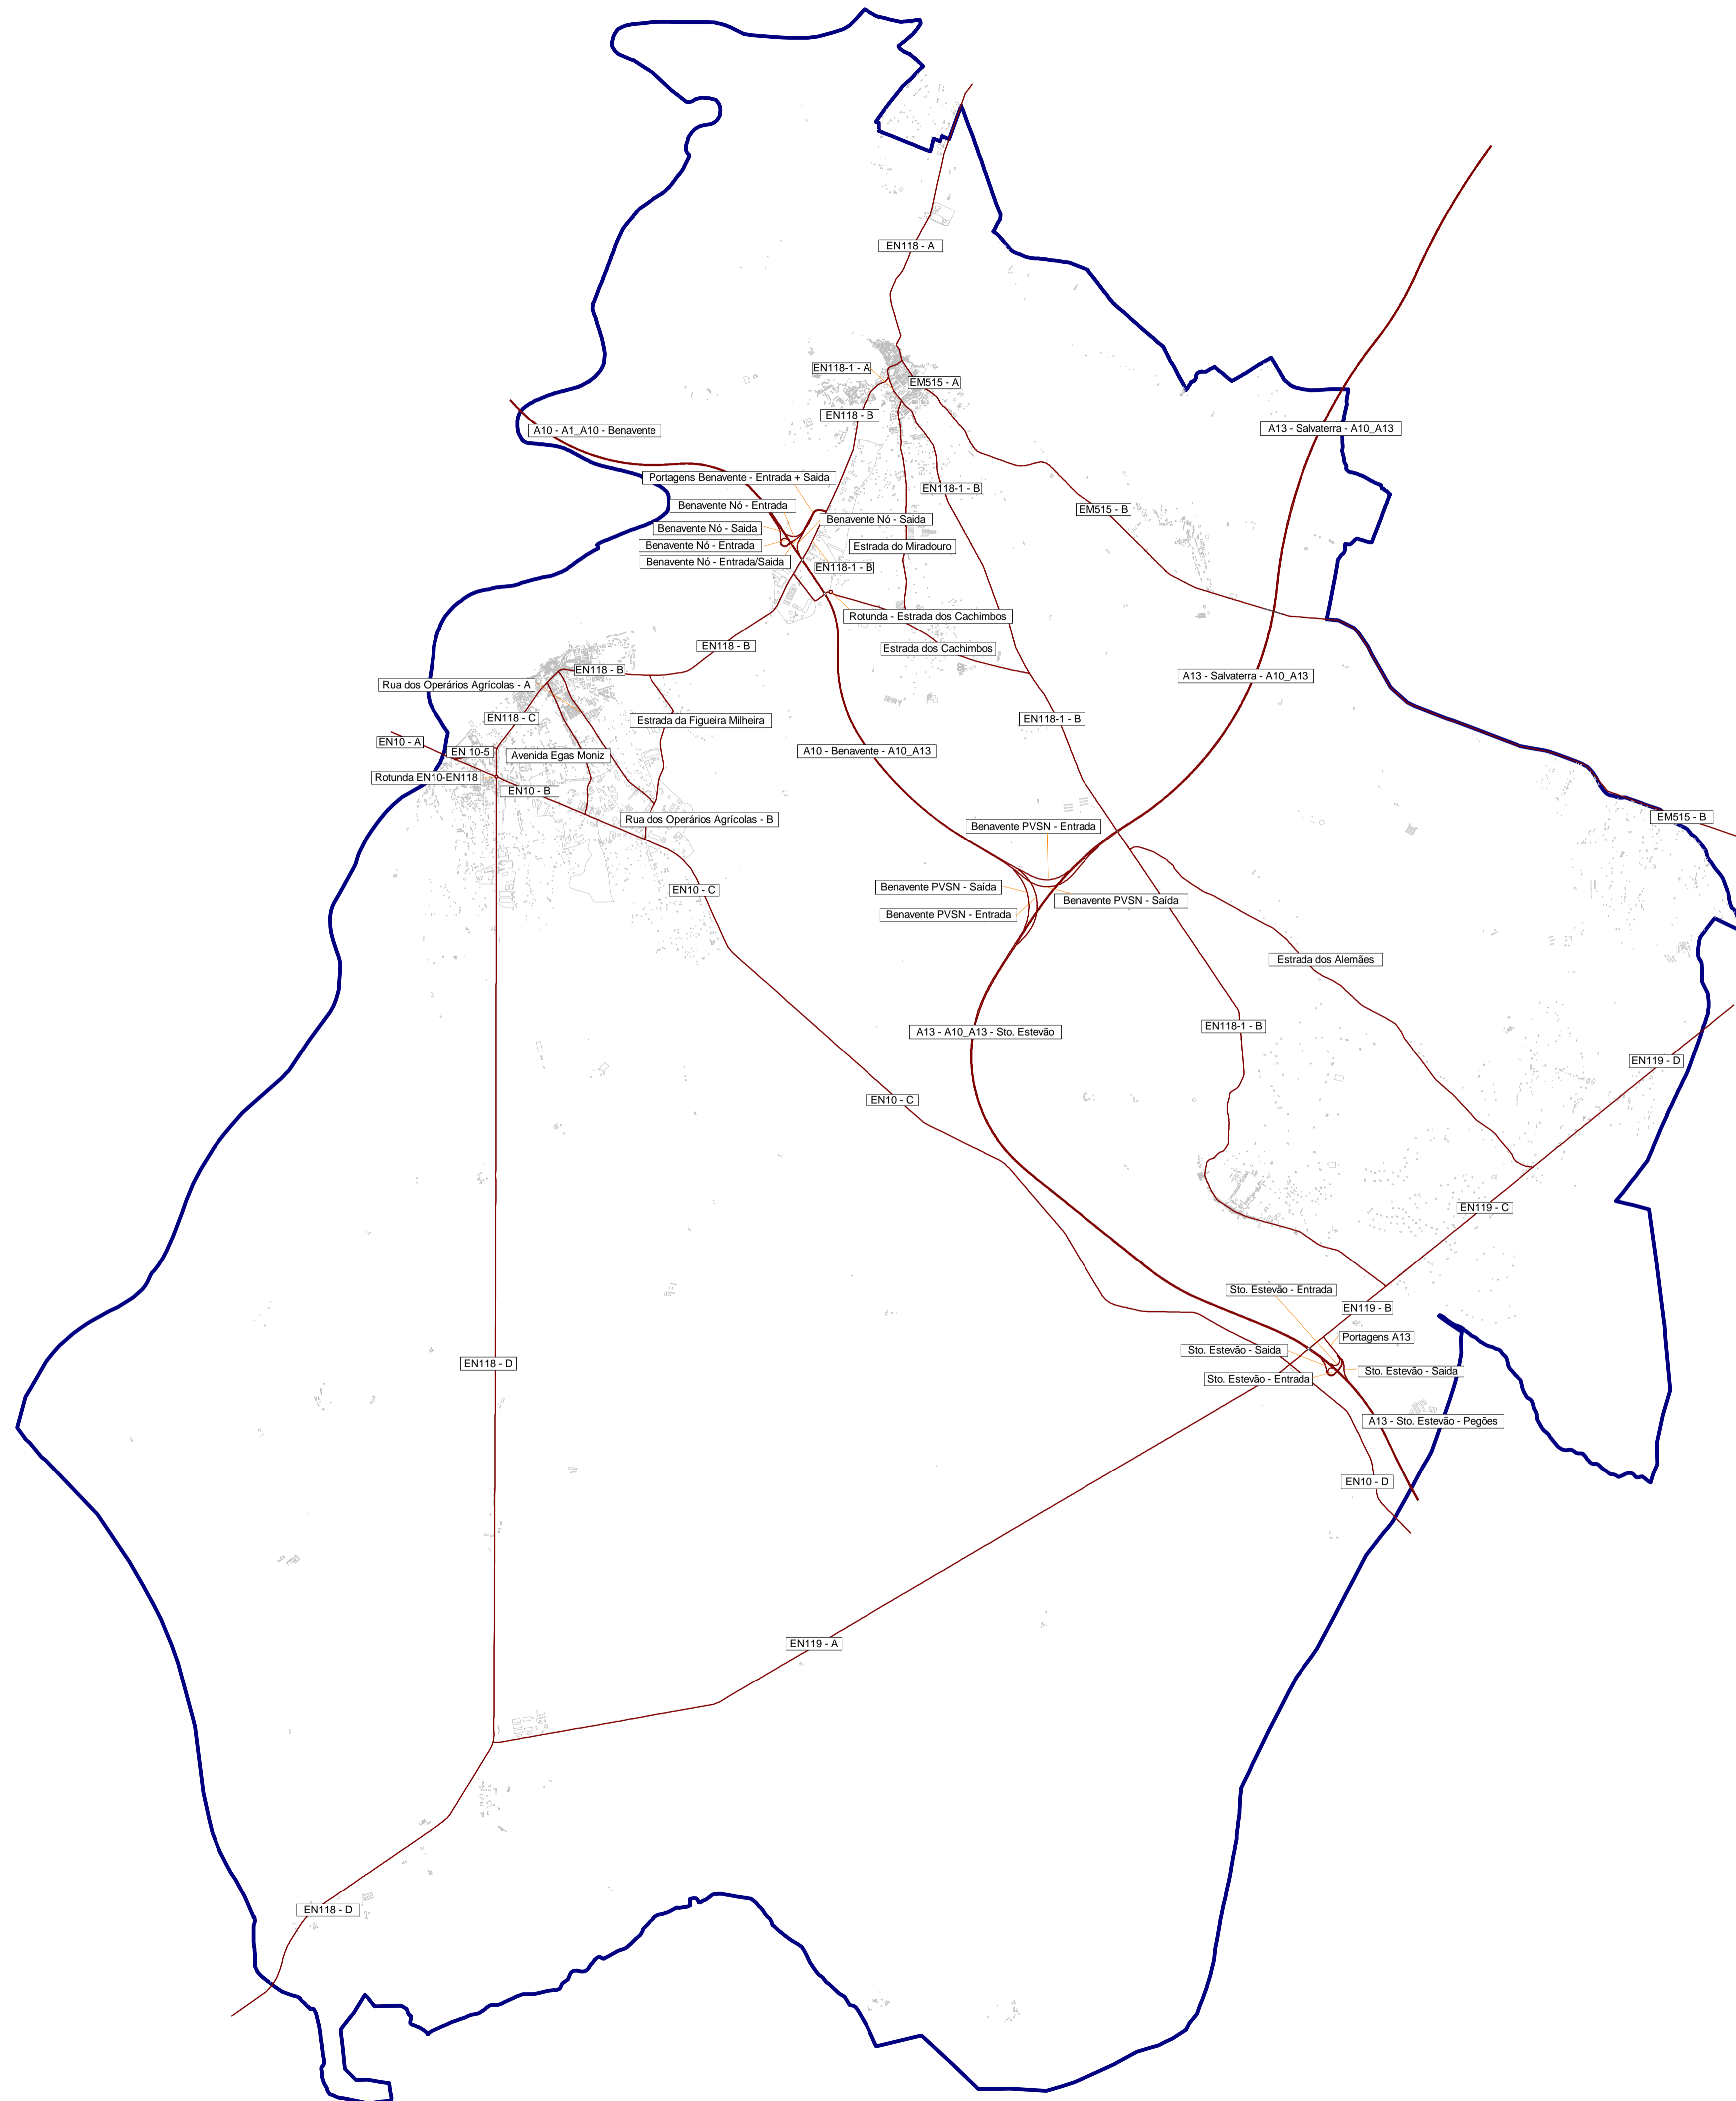 EN118 - A
EN118-1 - A
EM515 - A
EN118 - B
A10 - A1_A10 - Benavente
A13 - Salvaterra - A10_A13
Portagens Benavente - Entrada + Saida
EN118-1 - B
Benavente Nó - Entrada
EM515 - B
Benavente Nó - Saida
Benavente Nó - Saida
Benavente Nó - Entrada
Estrada do Miradouro
Benavente Nó - Entrada/Saida
EN118-1 - B
Rotunda - Estrada dos Cachimbos
EN118 - B
Estrada dos Cachimbos
EN118 - B
A13 - Salvaterra - A10_A13
Rua dos Operários Agrícolas - A
EN118 - C
Estrada da Figueira Milheira
EN118-1 - B
EN10 - A
EN 10-5
Avenida Egas Moniz
A10 - Benavente - A10_A13
Rotunda EN10-EN118
EN10 - B
Rua dos Operários Agrícolas - B
EM515 - B
Benavente PVSN - Entrada
EN10 - C
Benavente PVSN - Saída
Benavente PVSN - Saída
Benavente PVSN - Entrada
Estrada dos Alemães
A13 - A10_A13 - Sto. Estevão
EN118-1 - B
EN119 - D
EN10 - C
EN119 - C
Sto. Estevão - Entrada
EN119 - B
Portagens A13
Sto. Estevão - Saida
EN118 - D
Sto. Estevão - Saida
Sto. Estevão - Entrada
A13 - Sto. Estevão - Pegões
EN10 - D
EN119 - A
EN118 - D